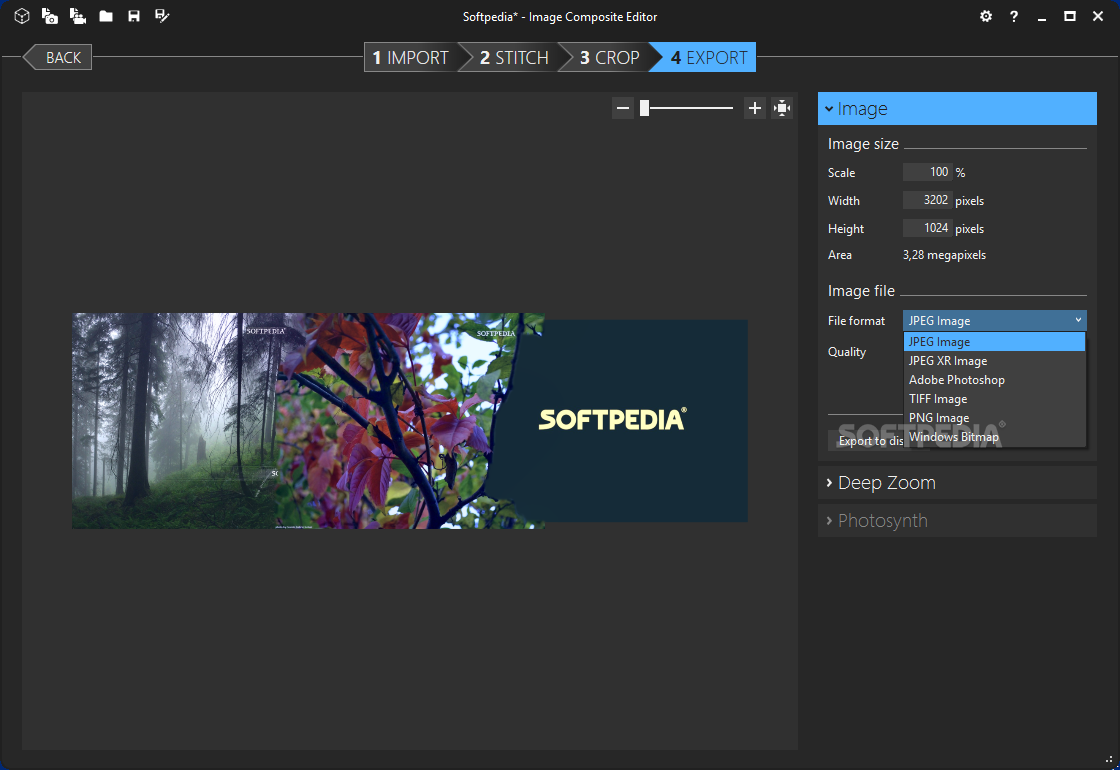 Softpedia* - Image Composite Editor
?
BACK
1 IMPORT
2 STITCH
3 CROP
4 EXPORT
Image
Image size
Scale 100 %
Width 3202 pixels
Height 1024 pixels
Area 3,28 megapixels
Image file
File format JPEG Image
JPEG Image
Quality
JPEG XR Image
Adobe Photoshop
TIFF Image
PNG Image
Windows Bitmap
Export to dis
SOFTPEDIA®
Deep Zoom
Photosynth
SOFTPEDIA®
SOFTPEDIA
SOFTPEDIA®